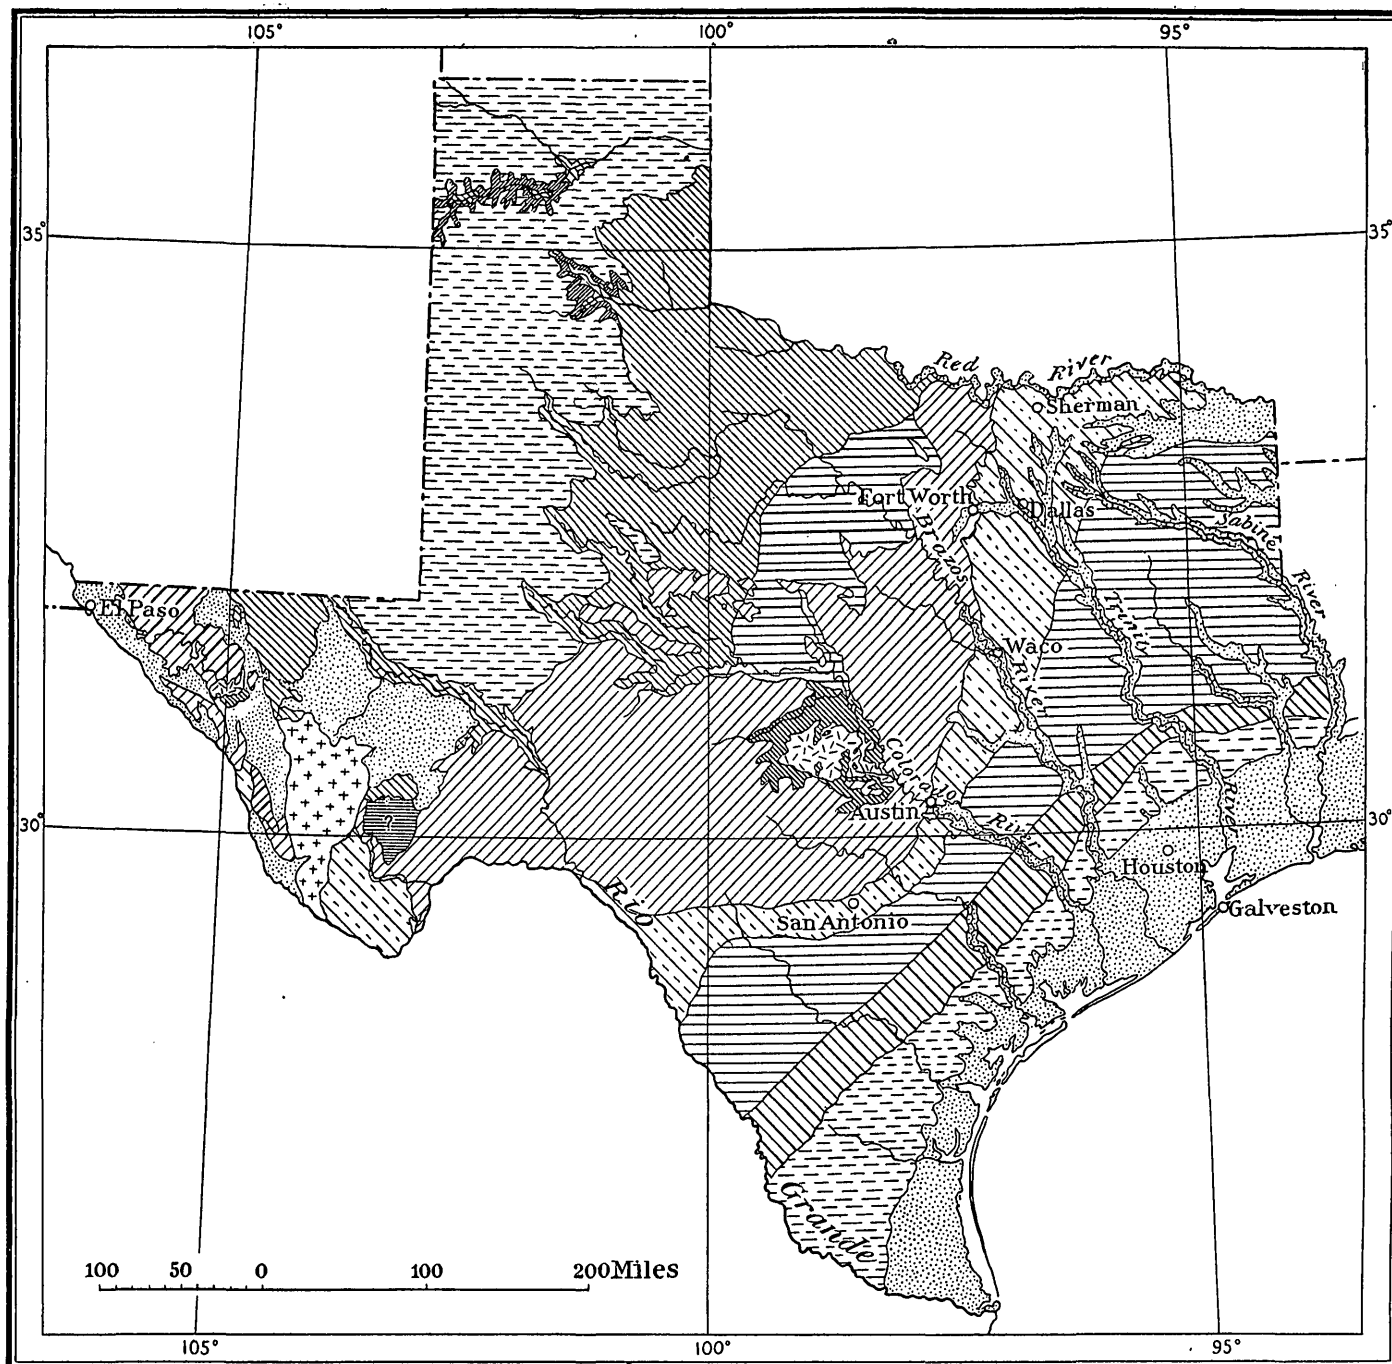 105° 100° 95°
35° 35°
Red River
Sherman
Fort Worth
Dallas
Brazos River
Sabine River
El Paso
Trinity River
Waco
Colorado River
Austin
30° ? 30°
Houston
Rio Grande
San Antonio
Galveston
100 50 0 100 200 Miles
105° 100° 95°